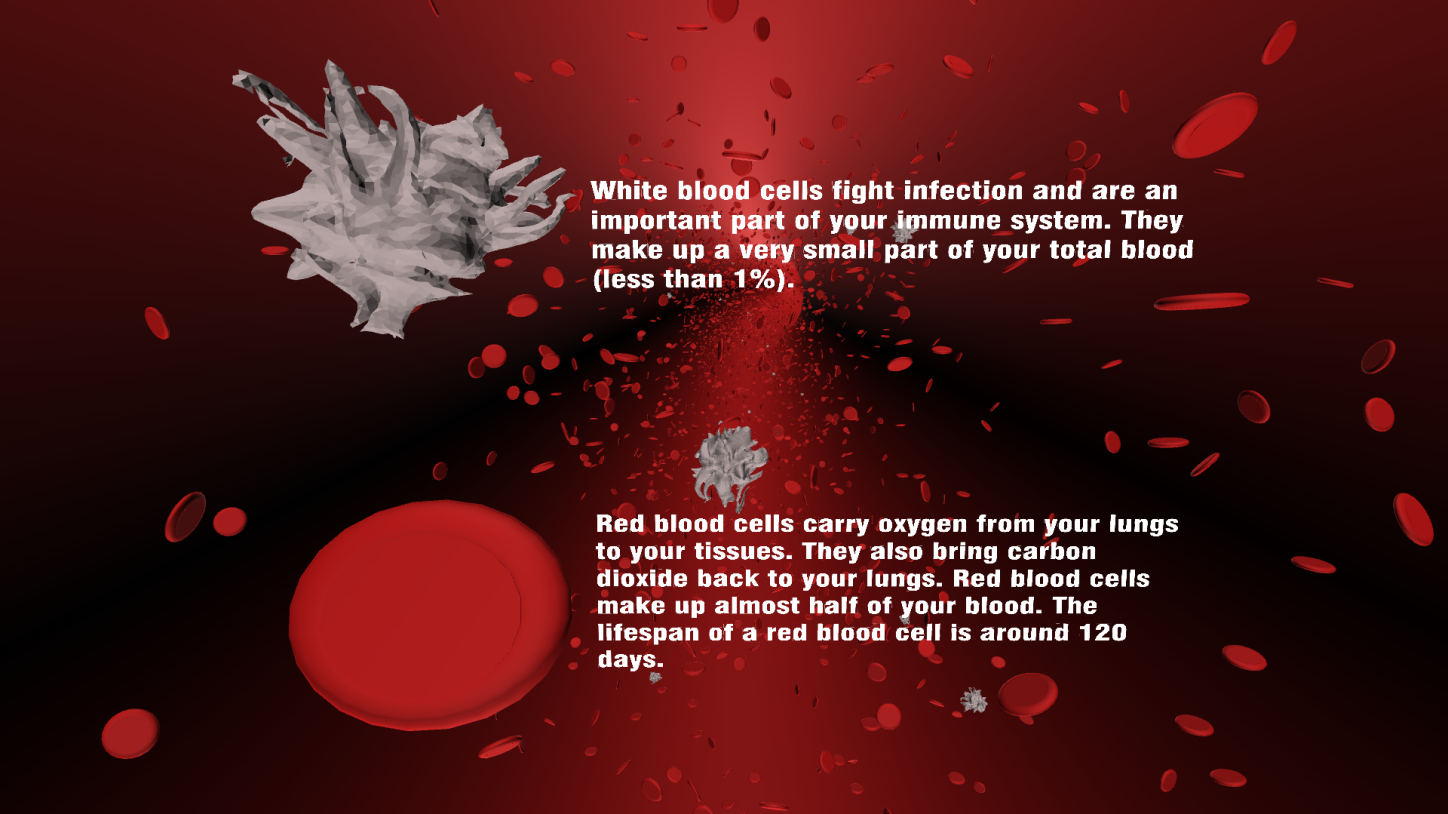 White blood cells fight infection and are an
important part of your immune system. They
make up a very small part of your total blood
(less than 1%).
Red blood cells carry oxygen from your lungs
to your tissues. They also bring carbon
dioxide back to your lungs. Red blood cells
make up almost half of your blood. The
lifespan of a red blood cell is around 120
days.